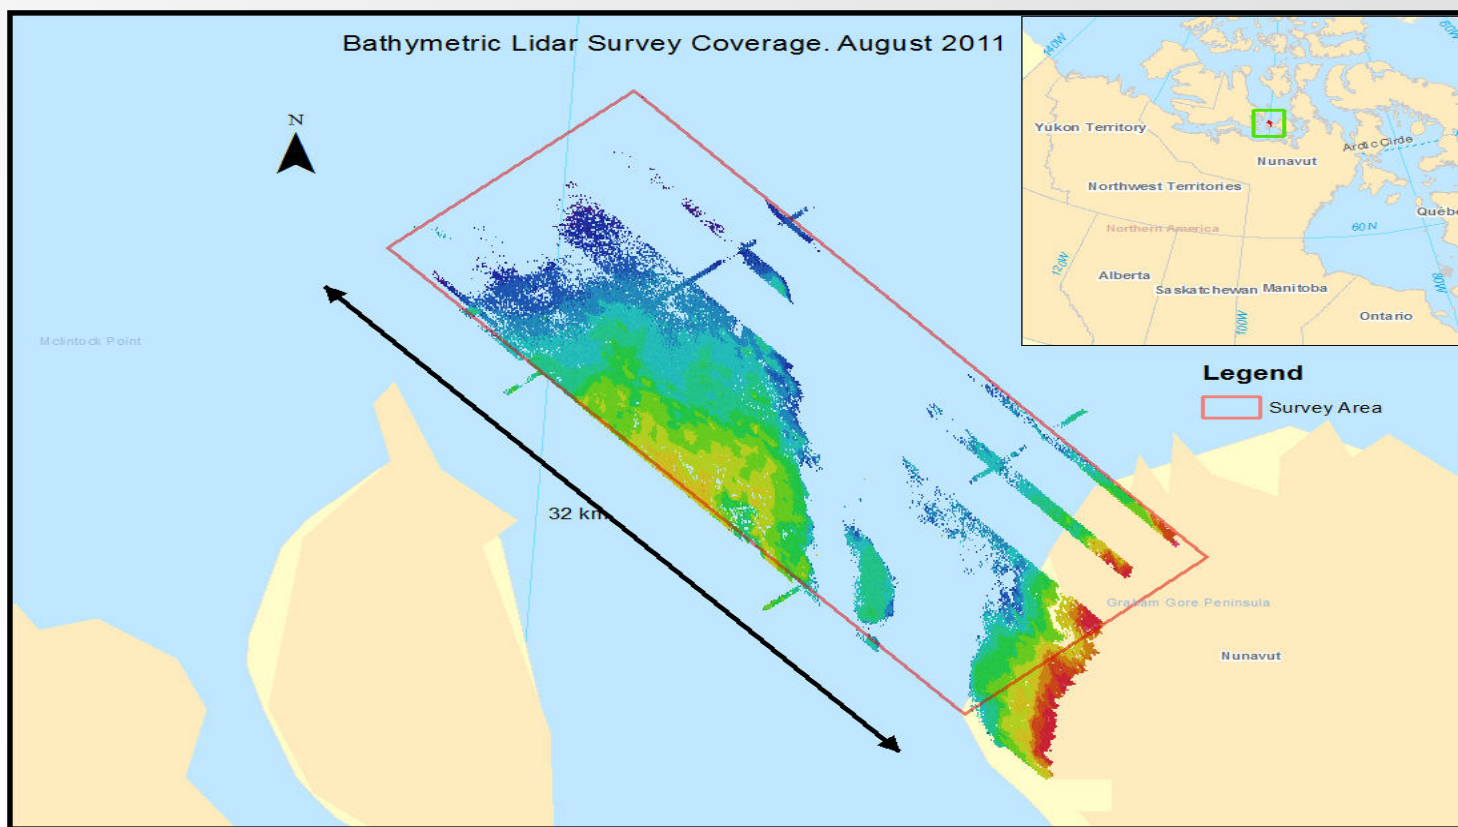 Bathymetric Lidar Survey Coverage. August 2011
N
Mclintock Point
32 km
Graham Gore Peninsula
Nunavut
140W
Yukon Territory
Arctic Circle
Nunavut
Northwest Territories
Northern America
60 N
120W
Alberta
Saskatchewan
Manitoba
100W
80W
Ontario
Legend
Survey Area